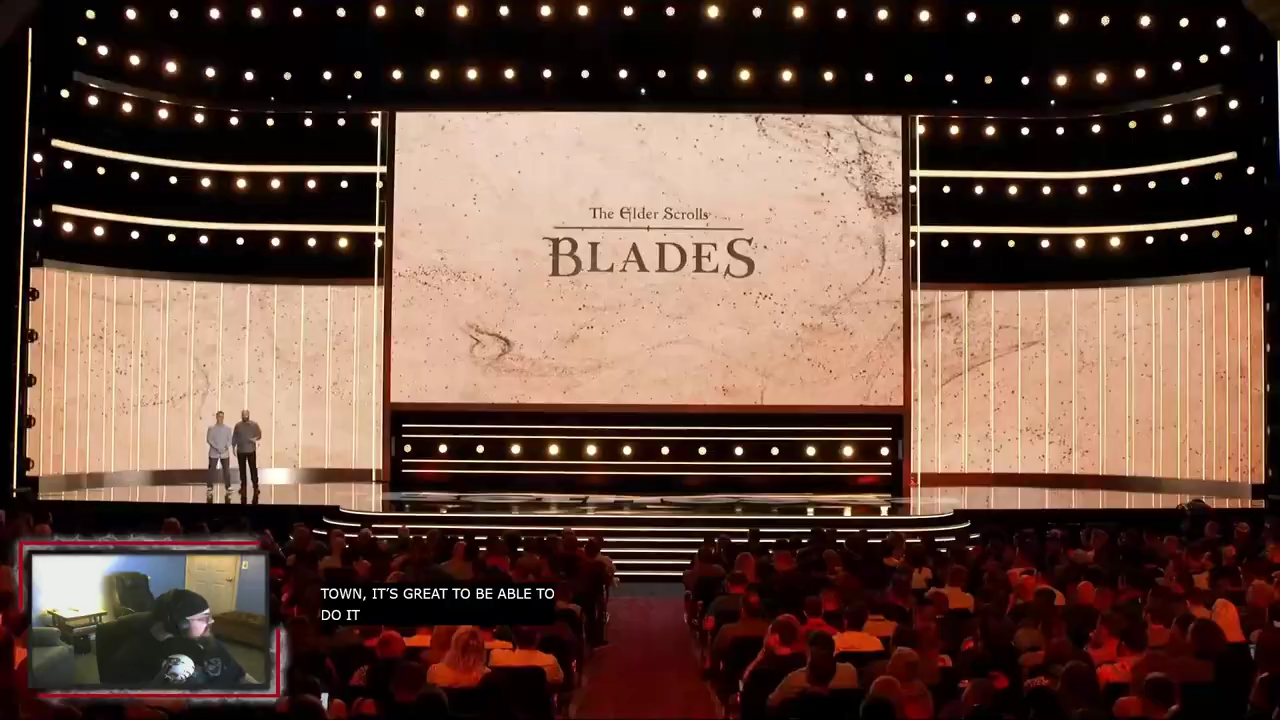 The Elder Scrolls
BLADES
TOWN, IT'S GREAT TO BE ABLE TO
DO IT